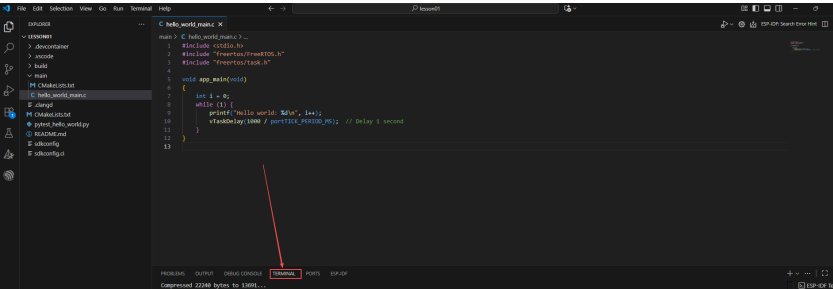 File Edit Selection View Go Run Terminal Help
lesson01
ESP-IDF: Search Error Hint
EXPLORER
LESSON01
.devcontainer
.vscode
build
main
CMakeLists.txt
hello_world_main.c
.clangd
CMakeLists.txt
pytest_hello_world.py
README.md
sdkconfig
sdkconfig.ci
hello_world_main.c
main > C hello_world_main.c > ...
1 #include <stdio.h>
2 #include "freertos/FreeRTOS.h"
3 #include "freertos/task.h"
4
5 void app_main(void)
6 {
7 int i = 0;
8 while (1) {
9 printf("Hello world: %d\n", i++);
10 vTaskDelay(1000 / portTICK_PERIOD_MS); // Delay 1 second
11 }
12 }
13
PROBLEMS OUTPUT DEBUG CONSOLE TERMINAL PORTS ESP-IDF
Compressed 22240 bytes to 13691...
ESP-IDF